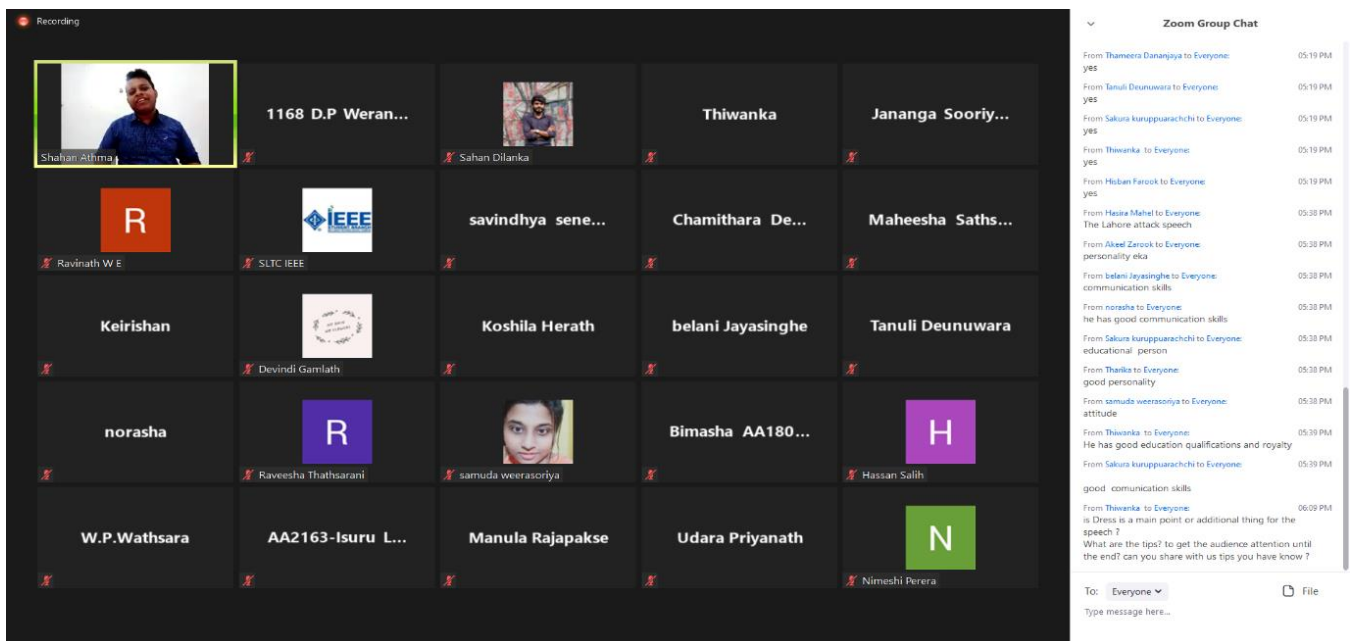 Recording
Shahan Athma
1168 D.P Weran...
Sahan Dilanka
Thiwanka
Jananga Sooriy...
R
Ravinath W E
IEEE
SLTC IEEE
savindhya sene...
Chamithara De...
Maheesha Saths...
Keirishan
Devindi Gamlath
Koshila Herath
belani Jayasinghe
Tanuli Deunuwara
norasha
R
Raveesha Thathsarani
samuda weerasoriya
Bimasha AA180...
H
Hassan Salih
W.P.Wathsara
AA2163-Isuru L...
Manula Rajapakse
Udara Priyanath
N
Nimeshi Perera
Zoom Group Chat
From Thameera Dananjaya to Everyone: 05:19 PM
yes
From Tanuli Deunuwara to Everyone: 05:19 PM
yes
From Sakura kuruppuarachchi to Everyone: 05:19 PM
yes
From Thiwanka to Everyone: 05:19 PM
yes
From Hisban Farook to Everyone: 05:19 PM
yes
From Hasira Mahel to Everyone: 05:38 PM
The Lahore attack speech
From Akeel Zarook to Everyone: 05:38 PM
personality eka
From belani Jayasinghe to Everyone: 05:38 PM
communication skills
From norasha to Everyone: 05:38 PM
he has good communication skills
From Sakura kuruppuarachchi to Everyone: 05:38 PM
educational person
From Tharika to Everyone: 05:38 PM
good personality
From samuda weerasoriya to Everyone: 05:38 PM
attitude
From Thiwanka to Everyone: 05:39 PM
He has good education qualifications and royalty
From Sakura kuruppuarachchi to Everyone: 05:39 PM
good comunication skills
From Thiwanka to Everyone: 06:09 PM
is Dress is a main point or additional thing for the
speech ?
What are the tips? to get the audience attention until
the end? can you share with us tips you have know ?
To: Everyone
File
Type message here...